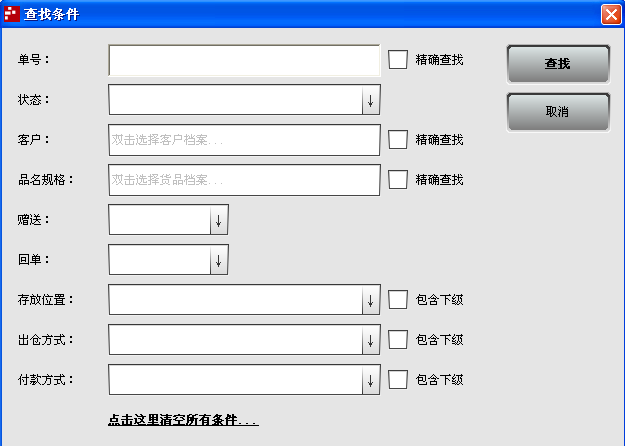 查找条件
单号：
精确查找
查找
状态：
取消
客户：
双击选择客户档案...
精确查找
品名规格：
双击选择货品档案...
精确查找
赠送：
回单：
存放位置：
包含下级
出仓方式：
包含下级
付款方式：
包含下级
点击这里清空所有条件...